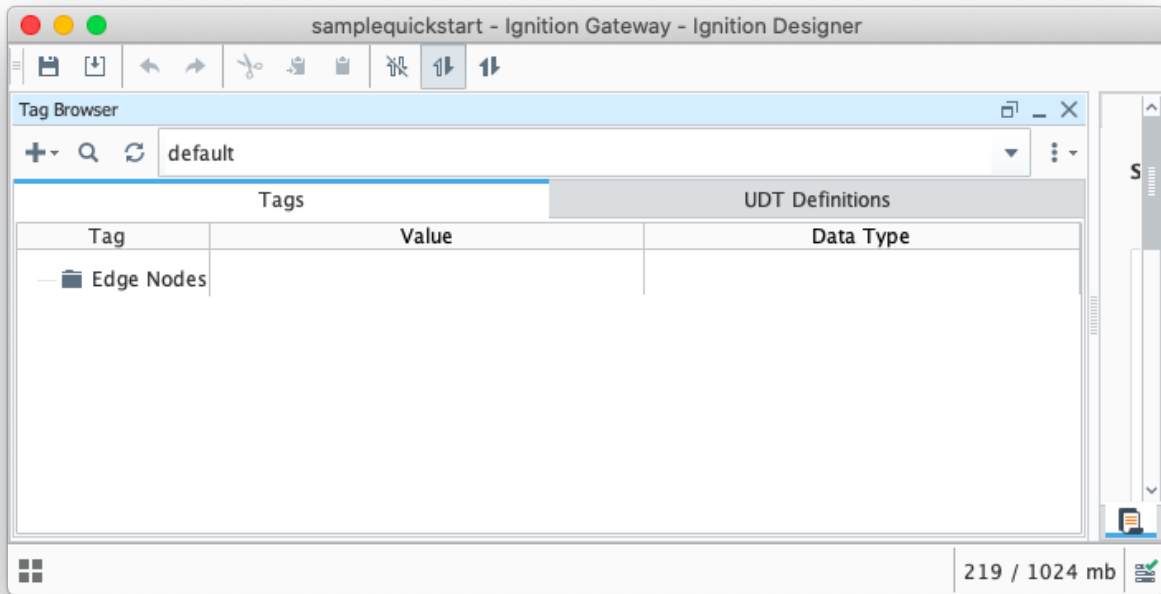 samplequickstart - Ignition Gateway - Ignition Designer
Tag Browser
default
S
Tags UDT Definitions
Tag Value Data Type
Edge Nodes
219 / 1024 mb